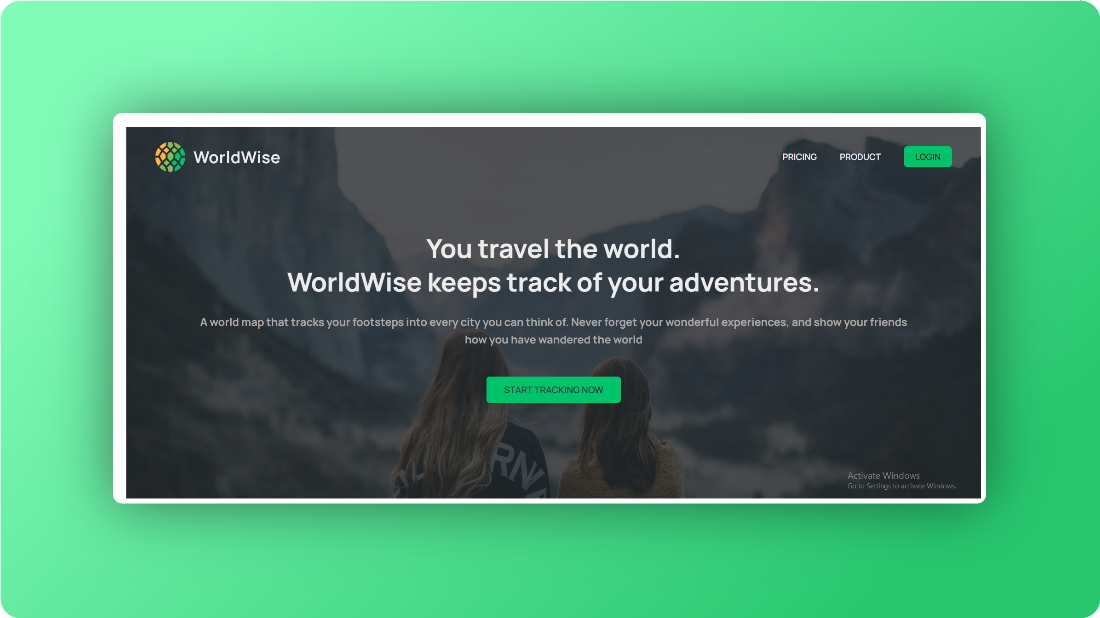 WorldWise
PRICING
PRODUCT
LOGIN
You travel the world.
WorldWise keeps track of your adventures.
A world map that tracks your footsteps into every city you can think of. Never forget your wonderful experiences, and show your friends
how you have wandered the world
START TRACKING NOW
RN
Activate Windows
Go to Settings to activate Windows.